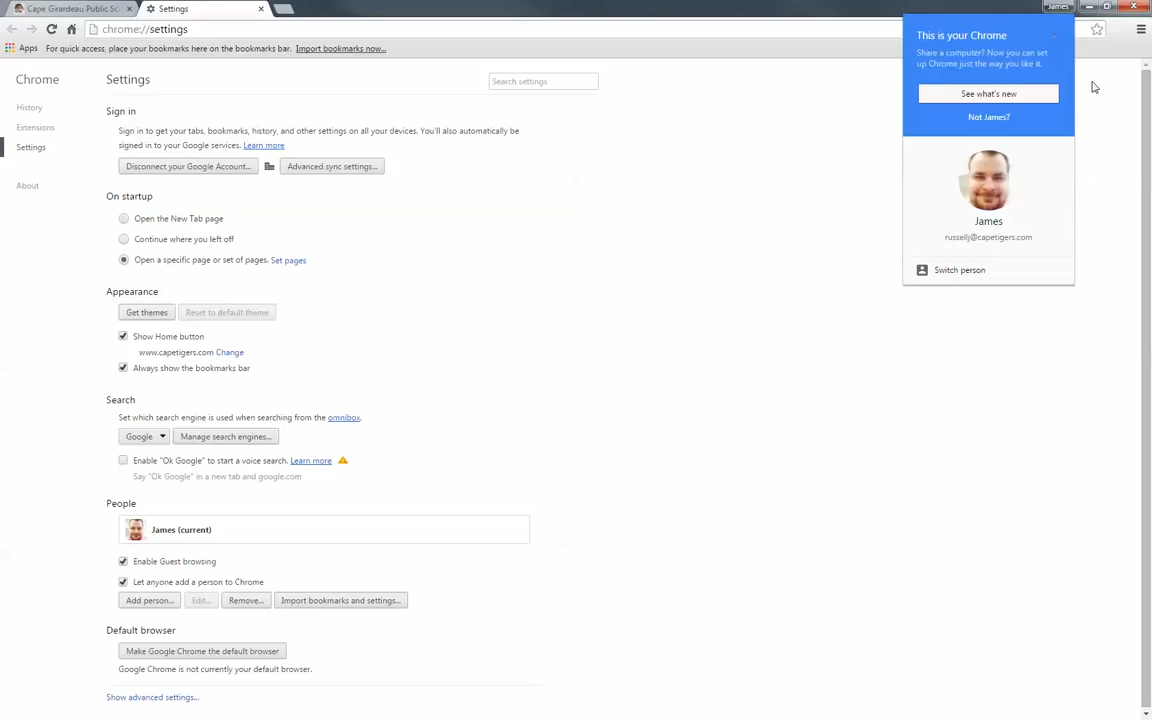 Cape Girardeau Public Sc
Settings
James
chrome://settings
Apps For quick access, place your bookmarks here on the bookmarks bar. Import bookmarks now...
Chrome
History
Extensions
Settings
About
Settings
Search settings
Sign in
Sign in to get your tabs, bookmarks, history, and other settings on all your devices. You'll also automatically be
signed in to your Google services. Learn more
Disconnect your Google Account... Advanced sync settings...
On startup
Open the New Tab page
Continue where you left off
Open a specific page or set of pages. Set pages
Appearance
Get themes Reset to default theme
Show Home button
www.capetigers.com Change
Always show the bookmarks bar
Search
Set which search engine is used when searching from the omnibox.
Google Manage search engines...
Enable "Ok Google" to start a voice search. Learn more
Say "Ok Google" in a new tab and google.com
People
James (current)
Enable Guest browsing
Let anyone add a person to Chrome
Add person... Edit... Remove... Import bookmarks and settings...
Default browser
Make Google Chrome the default browser
Google Chrome is not currently your default browser.
Show advanced settings...
This is your Chrome
Share a computer? Now you can set
up Chrome just the way you like it.
See what's new
Not James?
James
russellj@capetigers.com
Switch person